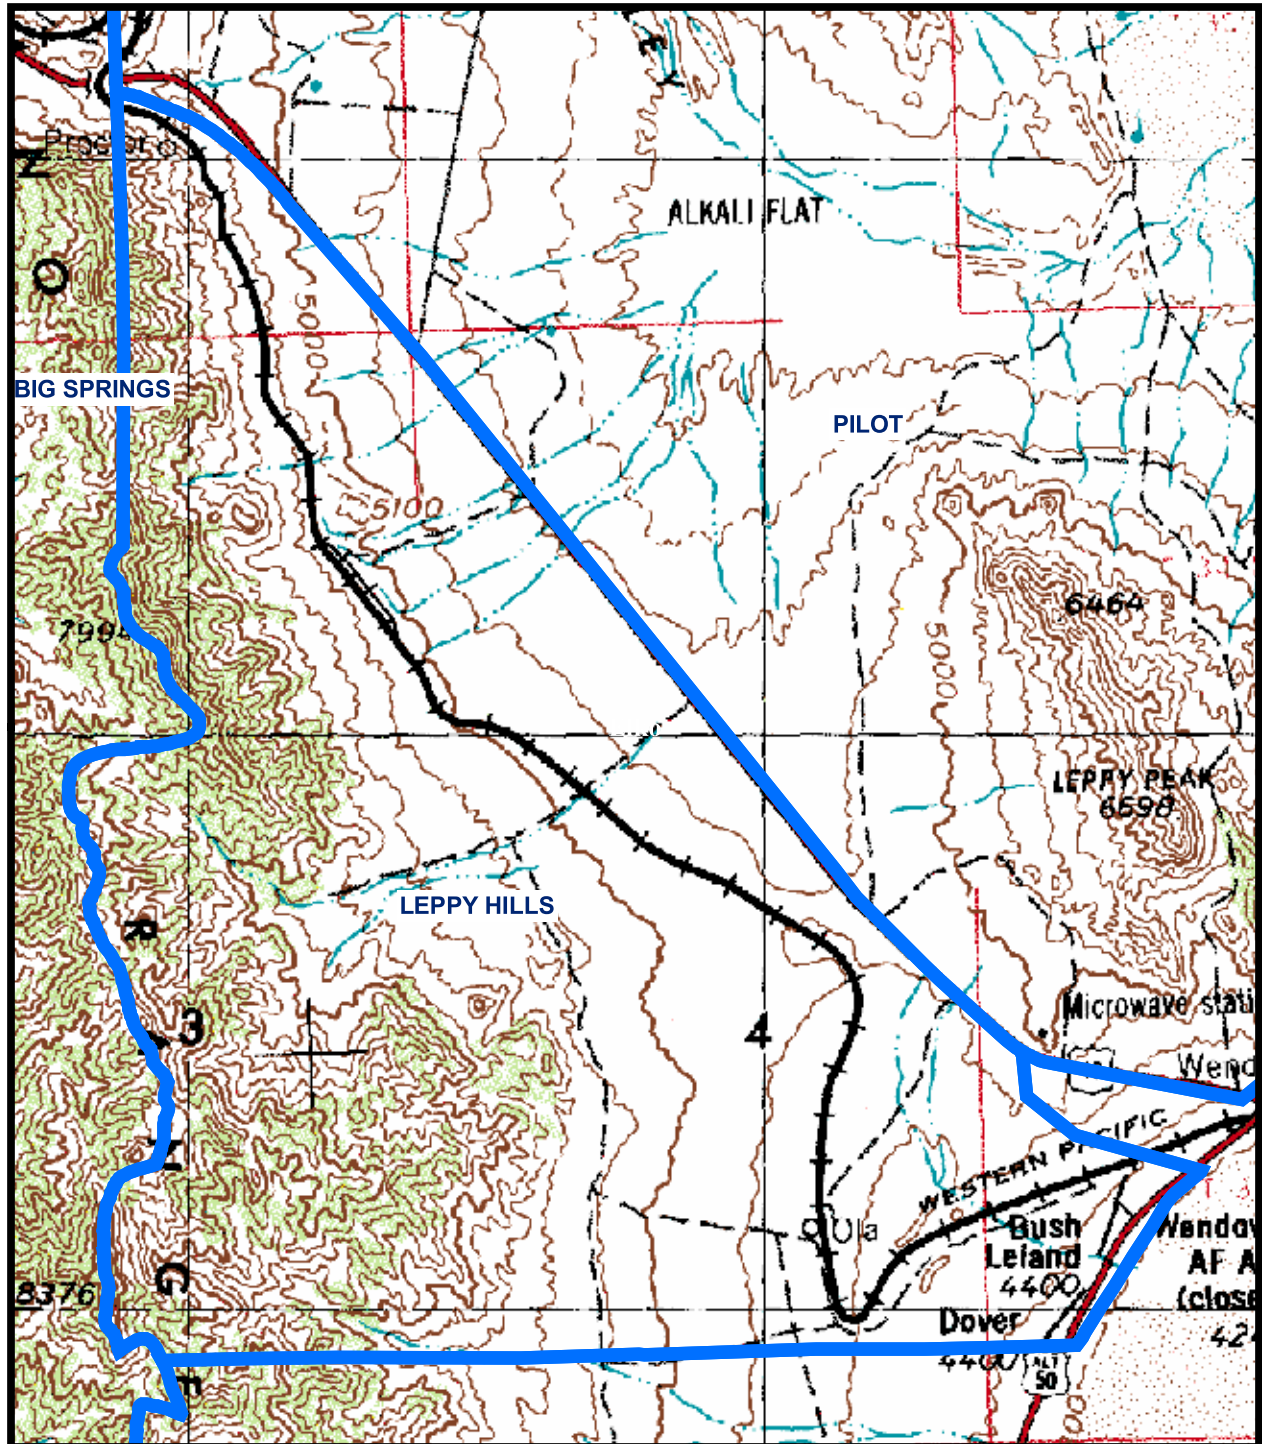 E
Y
Proctor
N
ALKALI FLAT
O
5000
BIG SPRINGS
PILOT
5100
6464
7994
5000
LEPPY PEAK
6598
LEPPY HILLS
R
Microwave stati
3
4
A
Wend
WESTERN PACIFIC
N
Ola
Bush
Leland
4400
Wendov
AF A
(close
424
G
8376
Dover
4400
ALT
50
E